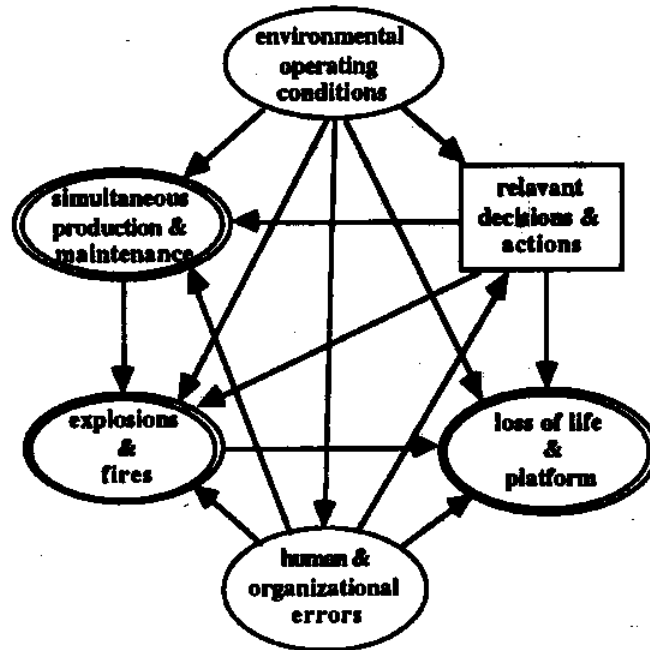 environmental
operating
conditions
simultaneous
production &
maintenance
relavant
decisions &
actions
explosions
&
fires
loss of life
&
platform
human &
organizational
errors